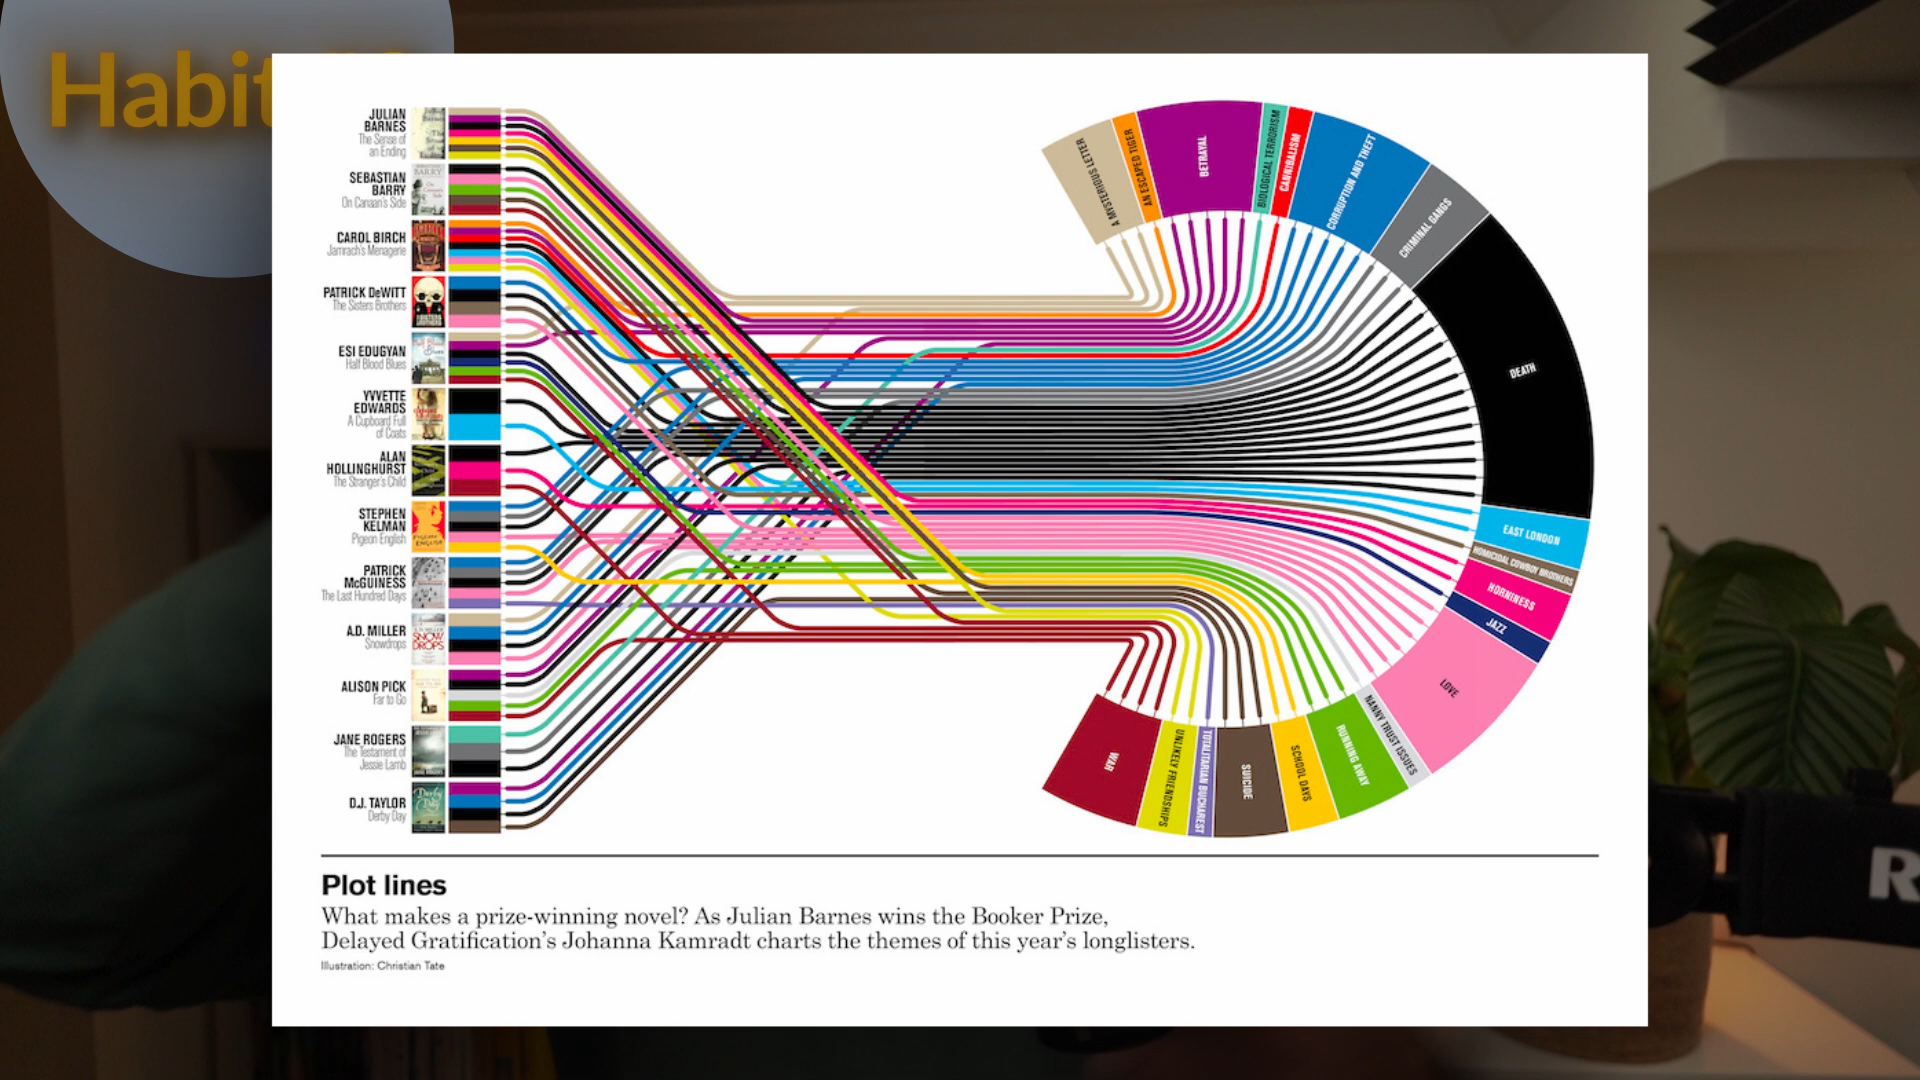 Habit
JULIAN
BARNES
The Sense of
an Ending
SEBASTIAN
BARRY
On Canaan's Side
CAROL BIRCH
Jamrach's Menagerie
PATRICK DeWITT
The Sisters Brothers
ESI EDUGYAN
Half Blood Blues
YVVETTE
EDWARDS
A Cupboard Full
of Coats
ALAN
HOLLINGHURST
The Stranger's Child
STEPHEN
KELMAN
Pigeon English
PATRICK
McGUINESS
The Last Hundred Days
A.D. MILLER
Snowdrops
ALISON PICK
Far to Go
JANE ROGERS
The Testament of
Jessie Lamb
D.J. TAYLOR
Derby Day
BARRY
SNOW
DROPS
Derby
Day
A MYSTERIOUS LETTER
AN ESCAPED TIGER
BETRAYAL
BIOLOGICAL TERRORISM
CANNIBALISM
CORRUPTION AND THEFT
CRIMINAL GANGS
DEATH
EAST LONDON
HOMICIDAL COWBOY BROTHERS
HORNINESS
JAZZ
LOVE
NANNY TRUST ISSUES
RUNNING AWAY
SCHOOL DAYS
SUICIDE
TOTALITARIAN BUCHAREST
UNLIKELY FRIENDSHIPS
WAR
Plot lines
What makes a prize-winning novel? As Julian Barnes wins the Booker Prize,
Delayed Gratification's Johanna Kamradt charts the themes of this year's longlisters.
Illustration: Christian Tate
R